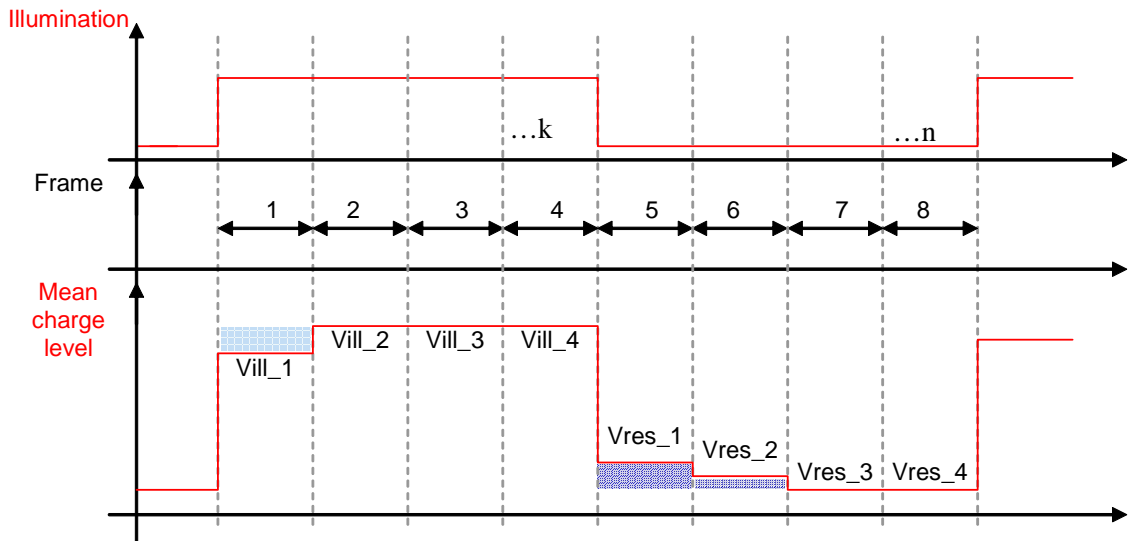 Illumination
…k
…n
Frame
1 2 3 4 5 6 7 8
Mean
charge
level
Vill_1
Vill_2
Vill_3
Vill_4
Vres_1
Vres_2
Vres_3
Vres_4